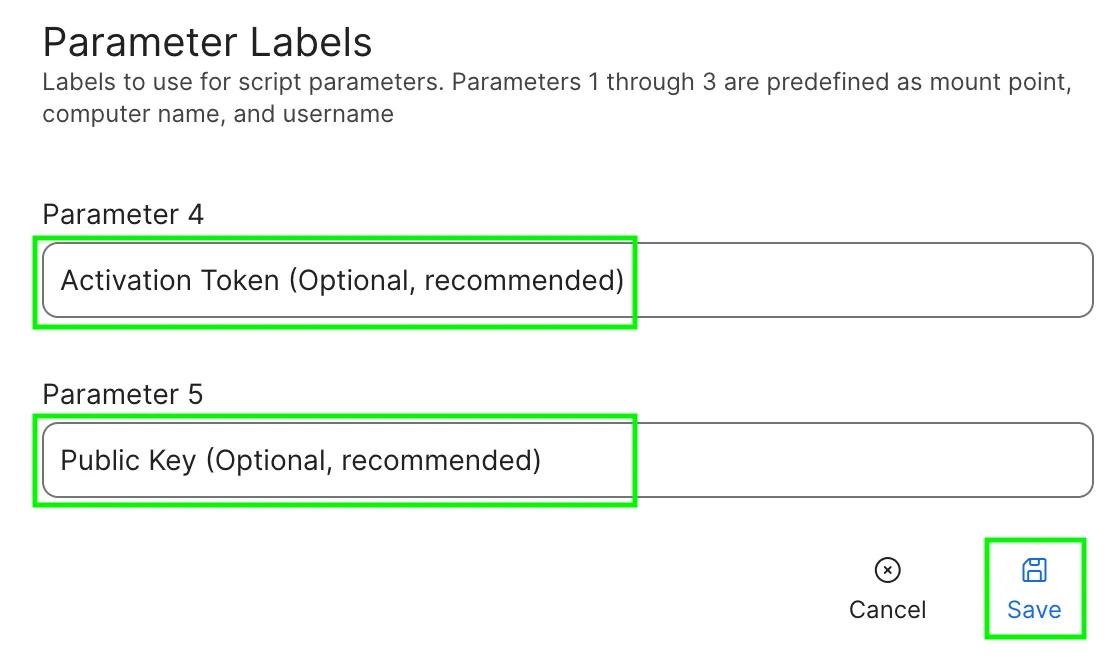 Parameter Labels
Labels to use for script parameters. Parameters 1 through 3 are predefined as mount point,
computer name, and username
Parameter 4
Activation Token (Optional, recommended)
Parameter 5
Public Key (Optional, recommended)
Cancel
Save